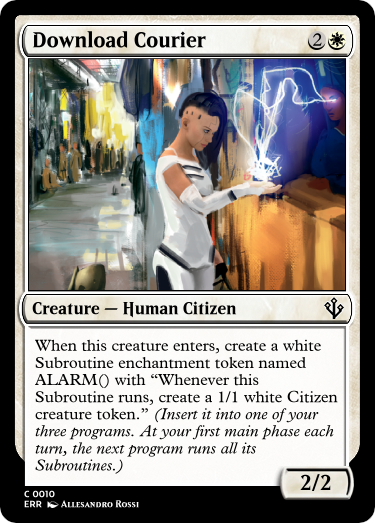 Download Courier 2
Creature — Human Citizen
When this creature enters, create a white
Subroutine enchantment token named
ALARM() with “Whenever this
Subroutine runs, create a 1/1 white Citizen
creature token.” (Insert it into one of your
three programs. At your first main phase each
turn, the next program runs all its
Subroutines.)
2/2
C 0010
ERR Allesandro Rossi